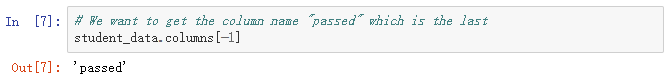 In [7]: # We want to get the column name "passed" which is the last
student_data.columns[-1]
Out[7]: 'passed'